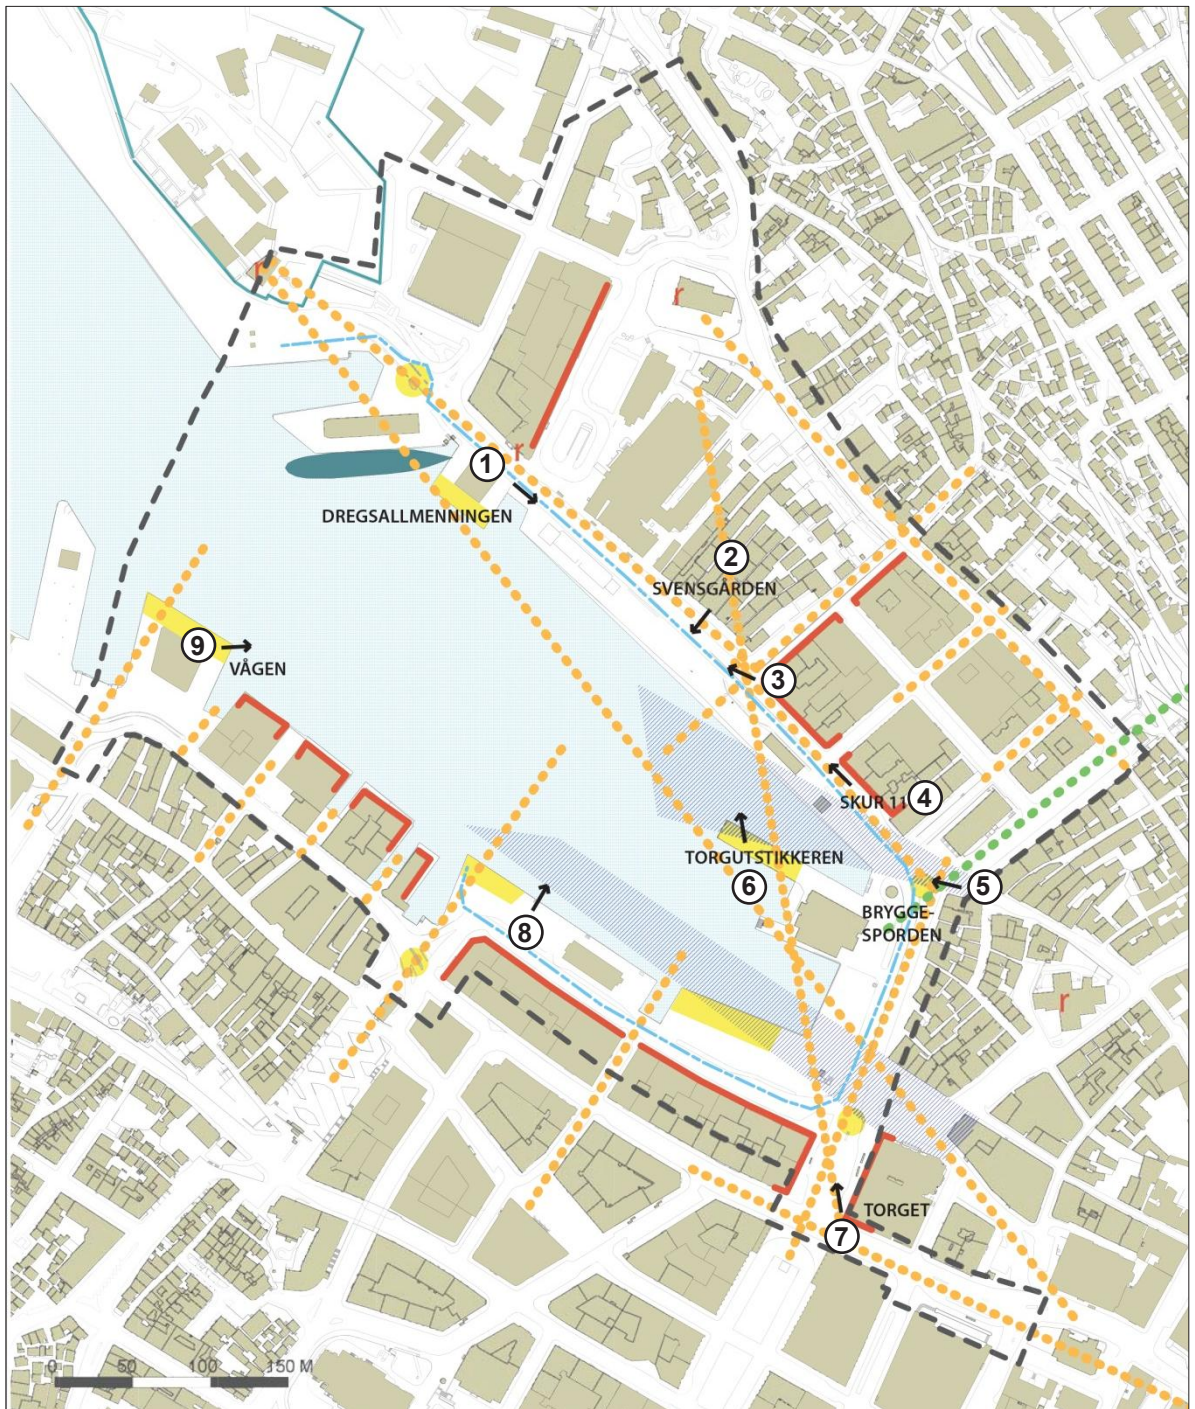 r
r
r
1
DREGSALLMENNINGEN
2
SVENSGÅRDEN
9
VÅGEN
3
SKUR 11
4
TORGUTSTIKKEREN
6
5
BRYGGE-
SPORDEN
8
r
TORGET
7
0 50 100 150 M